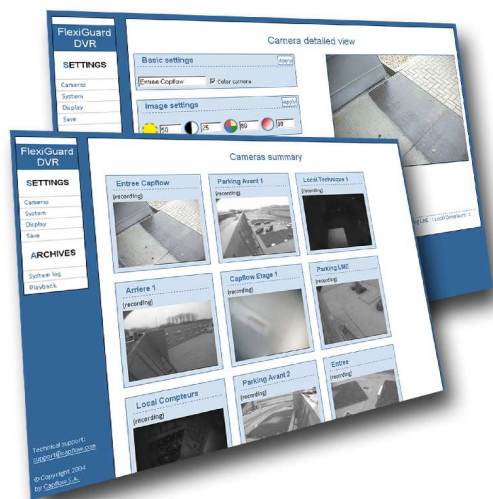 FlexiGuard
DVR
SETTINGS
Cameras
System
Display
Save
Camera detailed view
Basic settings
Apply
Entree Capflow
Color camera
Image settings
Apply
50
25
69
30
FlexiGuard
DVR
SETTINGS
Cameras
System
Display
Save
ARCHIVES
System log
Playback
Technical support:
support@capflow.com
© Copyright 2004
by Capflow S.A.
Cameras summary
Entree Capflow
(recording)
Parking Avant 1
(recording)
Local Technique 1
(recording)
Arriere 1
(recording)
Capflow Etage 1
(recording)
Parking LME
(recording)
Local Compteurs
(recording)
Parking Avant 2
(recording)
Entree
(recording)